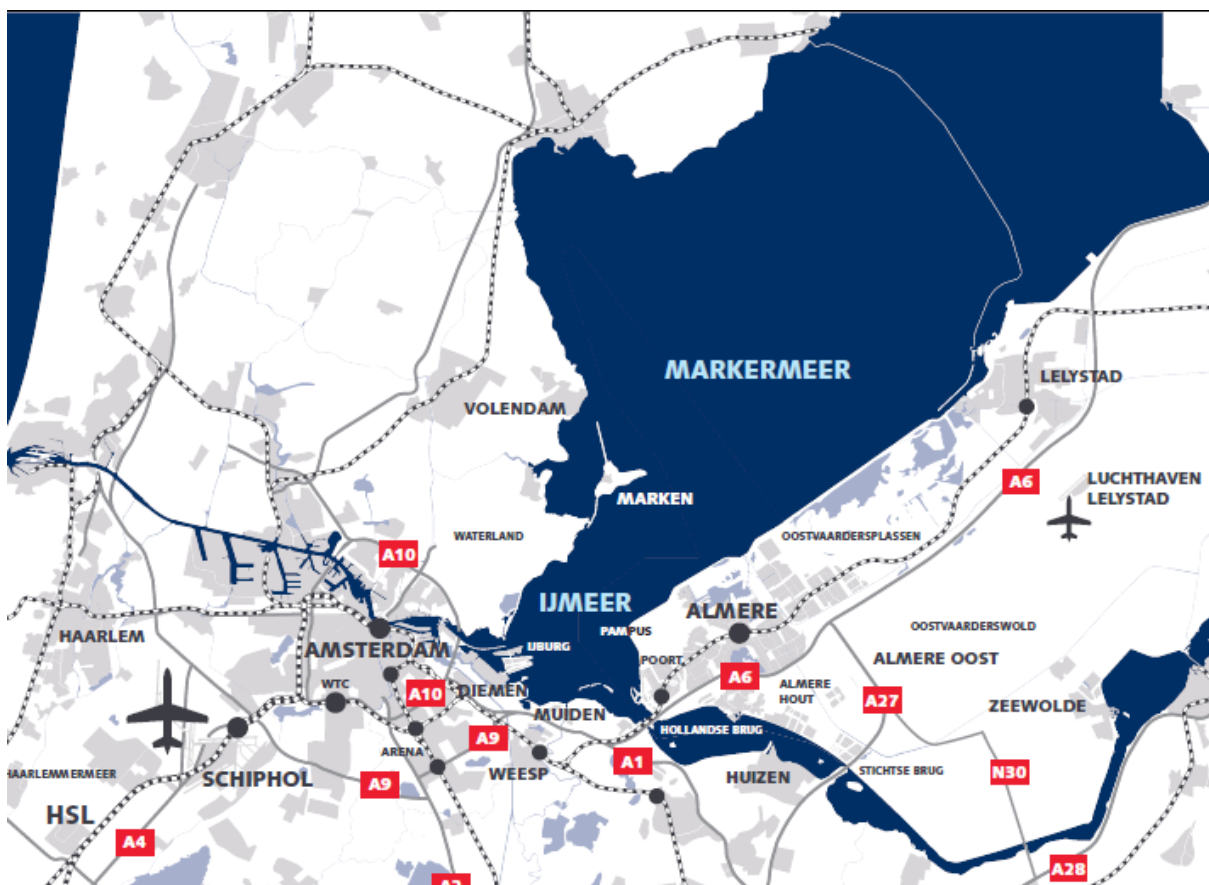 MARKERMEER
LELYSTAD
VOLENDAM
A6
LUCHTHAVEN
LELYSTAD
MARKEN
WATERLAND
OOSTVAARDERSPLASSEN
A10
IJMEER
ALMERE
HAARLEM
PAMPUS
OOSTVAARDERSWOLD
AMSTERDAM
IJBURG
POORT
ALMERE OOST
WTC
A10
DIEMEN
A6
ALMERE
HOUT
A27
ZEEWOLDE
MUIDEN
HOLLANDSE BRUG
A9
ARENA
A1
HAARLEMMERMEER
SCHIPHOL
A9
WEESP
HUIZEN
STICHTSE BRUG
N30
HSL
A4
A28